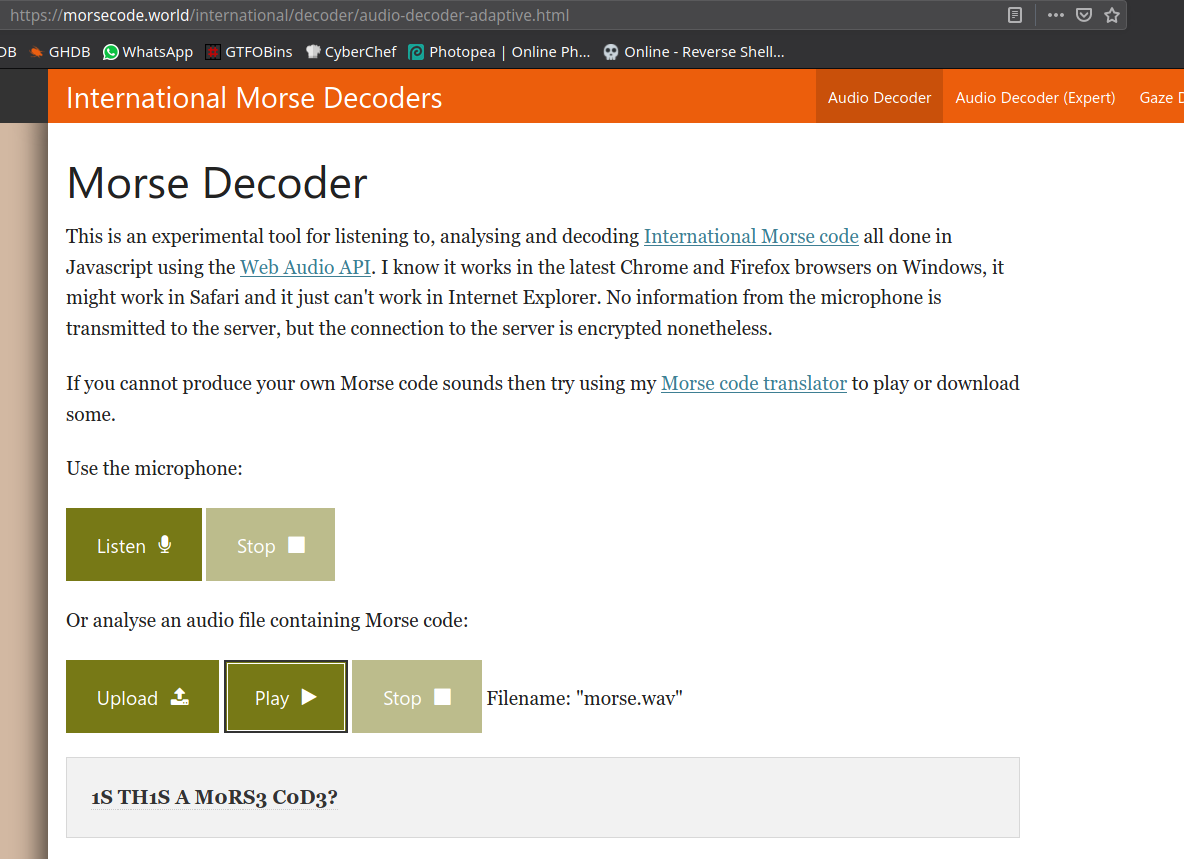 https://morsecode.world/international/decoder/audio-decoder-adaptive.html
DB GHDB WhatsApp GTFOBins CyberChef Photopea | Online Ph... Online - Reverse Shell...
International Morse Decoders Audio Decoder Audio Decoder (Expert) Gaze D
Morse Decoder
This is an experimental tool for listening to, analysing and decoding International Morse code all done in
Javascript using the Web Audio API. I know it works in the latest Chrome and Firefox browsers on Windows, it
might work in Safari and it just can't work in Internet Explorer. No information from the microphone is
transmitted to the server, but the connection to the server is encrypted nonetheless.
If you cannot produce your own Morse code sounds then try using my Morse code translator to play or download
some.
Use the microphone:
Listen Stop
Or analyse an audio file containing Morse code:
Upload Play Stop Filename: "morse.wav"
1S TH1S A M0RS3 C0D3?